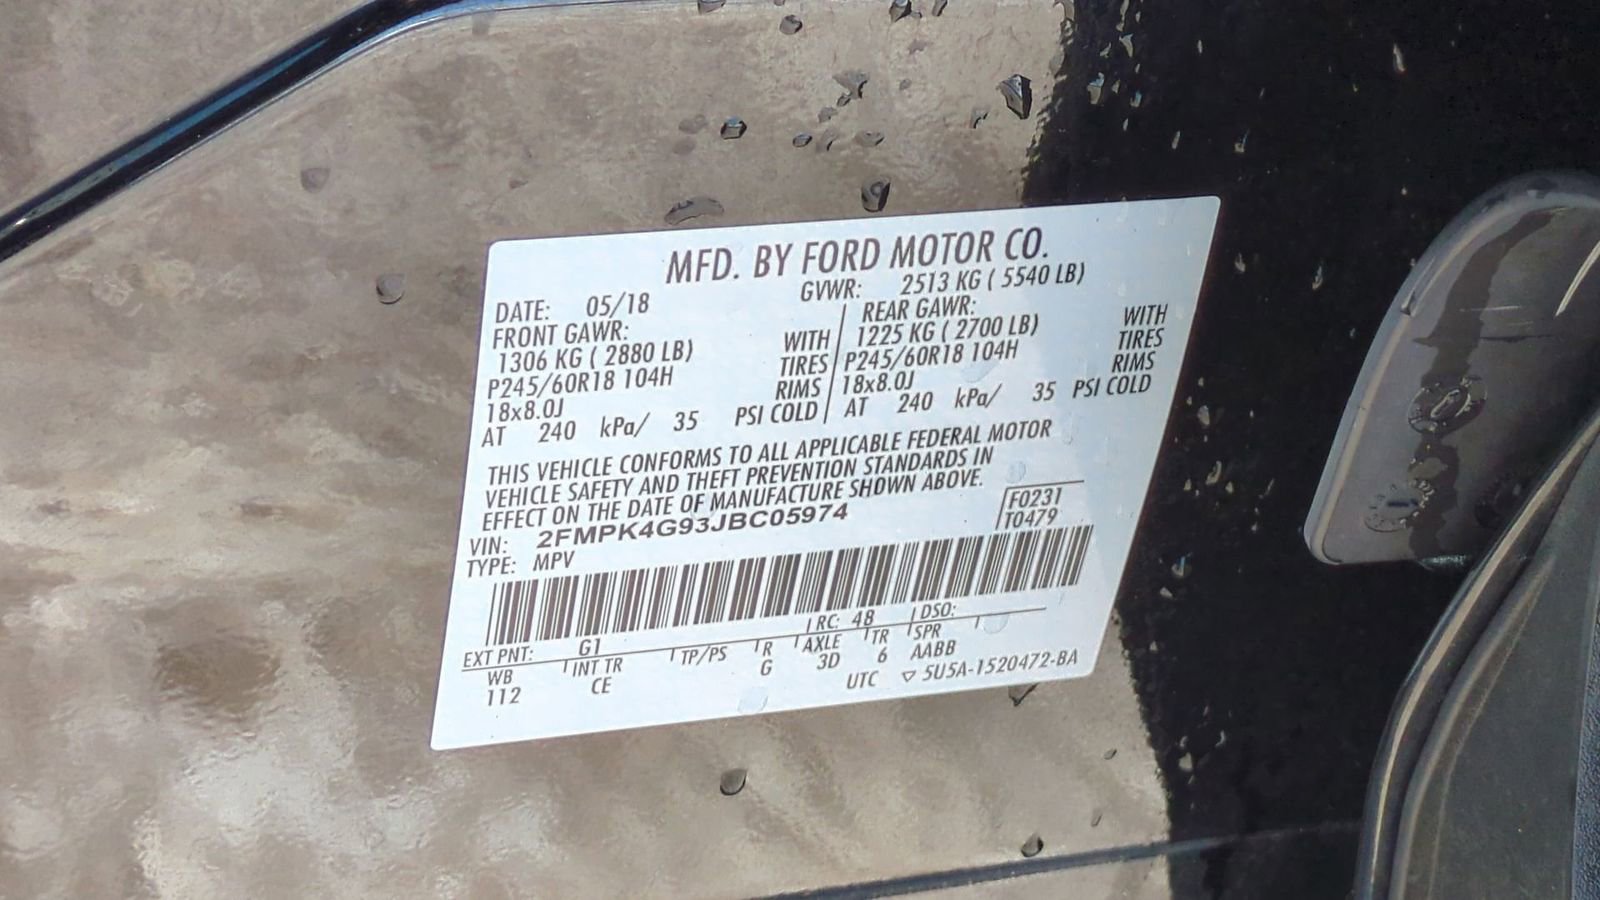 MFD. BY FORD MOTOR CO.
DATE: 05/18 GVWR: 2513 KG ( 5540 LB)
FRONT GAWR: REAR GAWR:
1306 KG ( 2880 LB) WITH 1225 KG ( 2700 LB) WITH
P245/60R18 104H TIRES P245/60R18 104H TIRES
18x8.0J RIMS 18x8.0J RIMS
AT 240 kPa/ 35 PSI COLD AT 240 kPa/ 35 PSI COLD
THIS VEHICLE CONFORMS TO ALL APPLICABLE FEDERAL MOTOR
VEHICLE SAFETY AND THEFT PREVENTION STANDARDS IN
EFFECT ON THE DATE OF MANUFACTURE SHOWN ABOVE.
VIN: 2FMPK4G93JBC05974 F0231
TYPE: MPV T0479
EXT PNT: G1 RC: 48 DSO:
WB INT TR TP/PS R AXLE TR SPR
112 CE G 3D 6 AABB
UTC ▽ 5U5A-1520472-BA